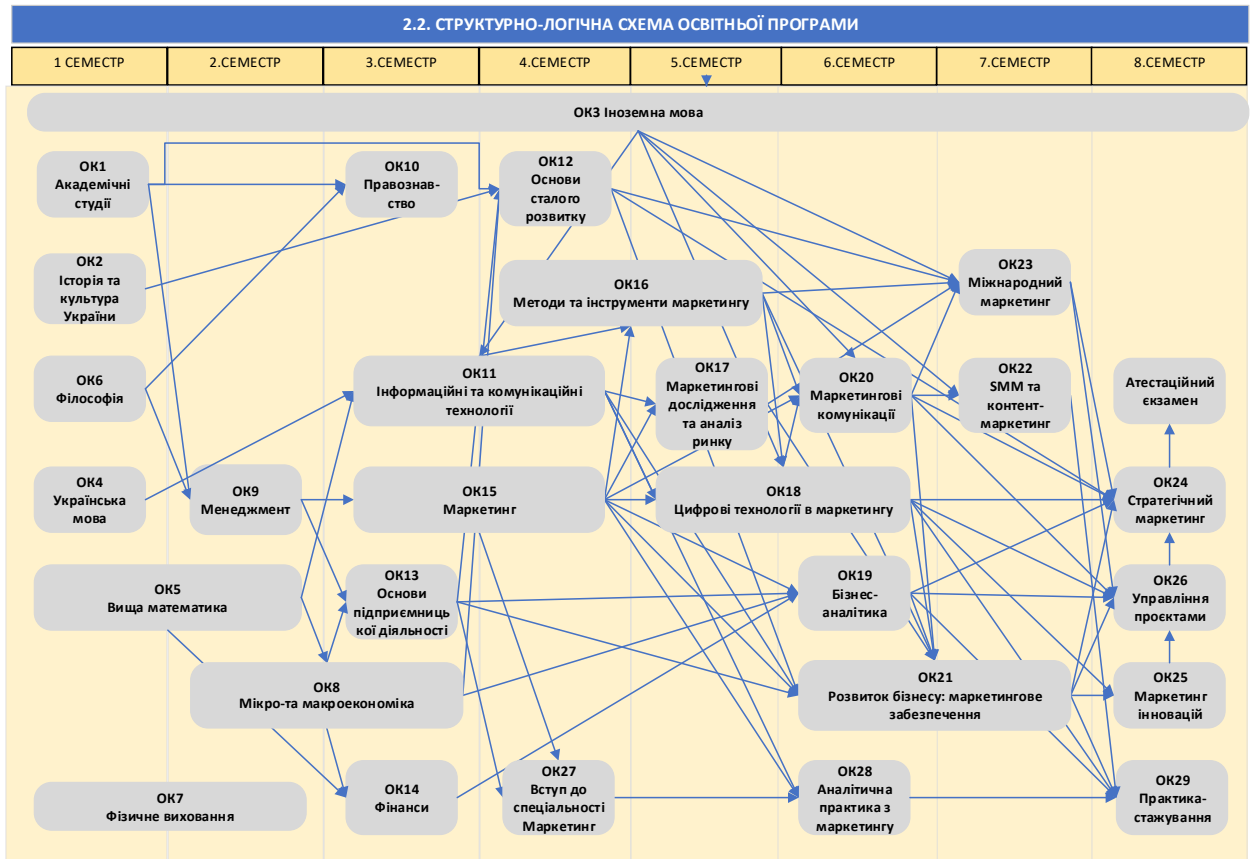 2.2. СТРУКТУРНО-ЛОГІЧНА СХЕМА ОСВІТНЬОЇ ПРОГРАМИ
1 СЕМЕСТР
2.СЕМЕСТР
3.СЕМЕСТР
4.СЕМЕСТР
5.СЕМЕСТР
6.СЕМЕСТР
7.СЕМЕСТР
8.СЕМЕСТР
ОК3 Іноземна мова
ОК1
Академічні
студії
ОК10
Правознав-
ство
ОК12
Основи
сталого
розвитку
ОК2
Історія та
культура
України
ОК16
Методи та інструменти маркетингу
ОК23
Міжнародний
маркетинг
ОК6
Філософія
ОК11
Інформаційні та комунікаційні
технології
ОК17
Маркетингові
дослідження
та аналіз
ринку
ОК20
Маркетингові
комунікації
ОК22
SMM та
контент-
маркетинг
Атестаційний
єкзамен
ОК4
Українська
мова
ОК9
Менеджмент
ОК15
Маркетинг
ОК18
Цифрові технології в маркетингу
ОК24
Стратегічний
маркетинг
ОК5
Вища математика
ОК13
Основи
підприємниць
кої діяльності
ОК19
Бізнес-
аналітика
ОК26
Управління
проєктами
ОК8
Мікро-та макроекономіка
ОК21
Розвиток бізнесу: маркетингове
забезпечення
ОК25
Маркетинг
інновацій
ОК7
Фізичне виховання
ОК14
Фінанси
ОК27
Вступ до
спеціальності
Маркетинг
ОК28
Аналітична
практика з
маркетингу
ОК29
Практика-
стажування